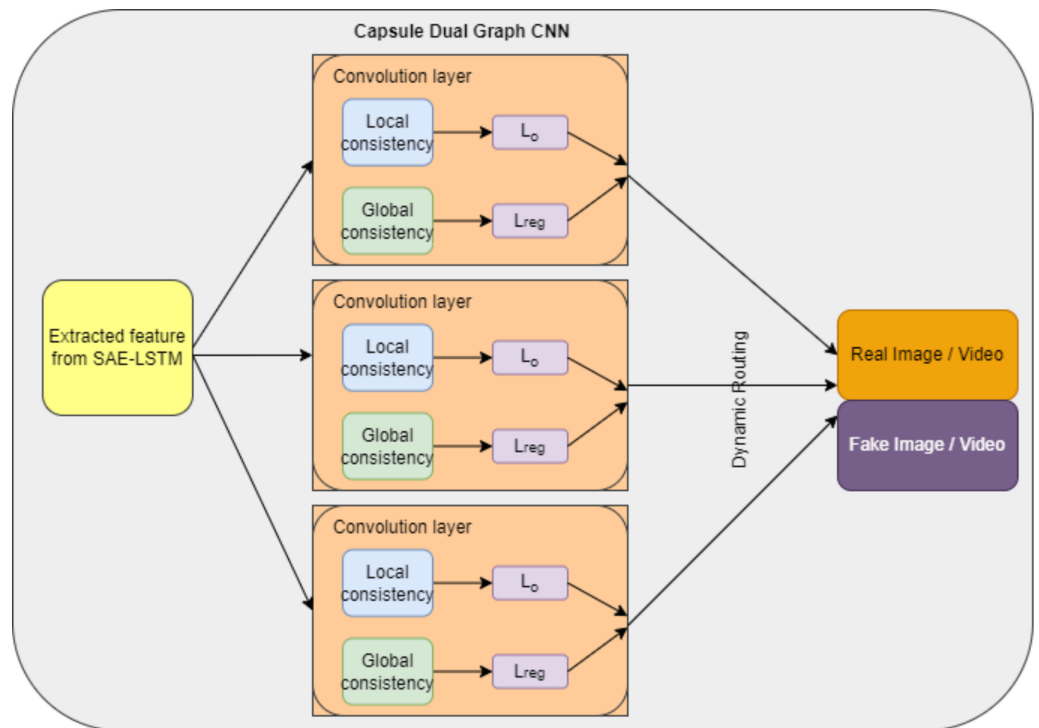 Capsule Dual Graph CNN
Convolution layer
Local
consistency
Lo
Global
consistency
Lreg
Convolution layer
Local
consistency
Lo
Global
consistency
Lreg
Convolution layer
Local
consistency
Lo
Global
consistency
Lreg
Extracted feature
from SAE-LSTM
Dynamic Routing
Real Image / Video
Fake Image / Video